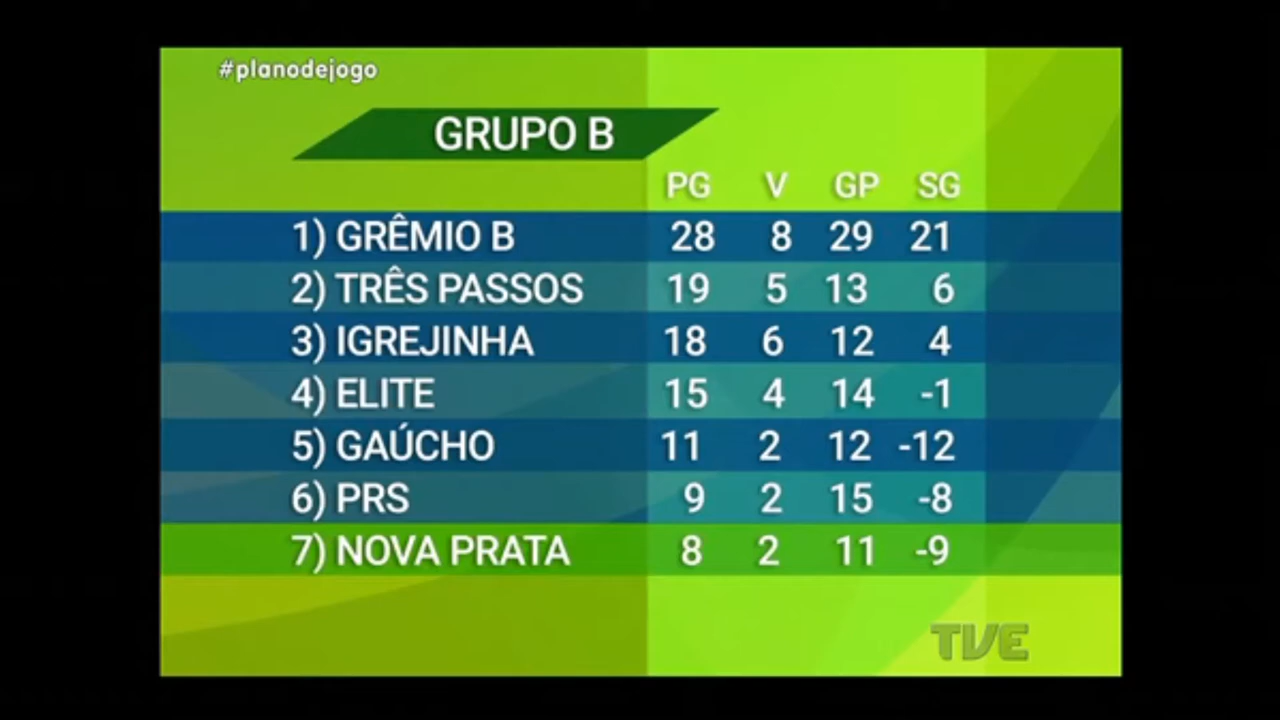 #planodejogo
GRUPO B
PG V GP SG
1) GRÊMIO B 28 8 29 21
2) TRÊS PASSOS 19 5 13 6
3) IGREJINHA 18 6 12 4
4) ELITE 15 4 14 -1
5) GAÚCHO 11 2 12 -12
6) PRS 9 2 15 -8
7) NOVA PRATA 8 2 11 -9
TVE